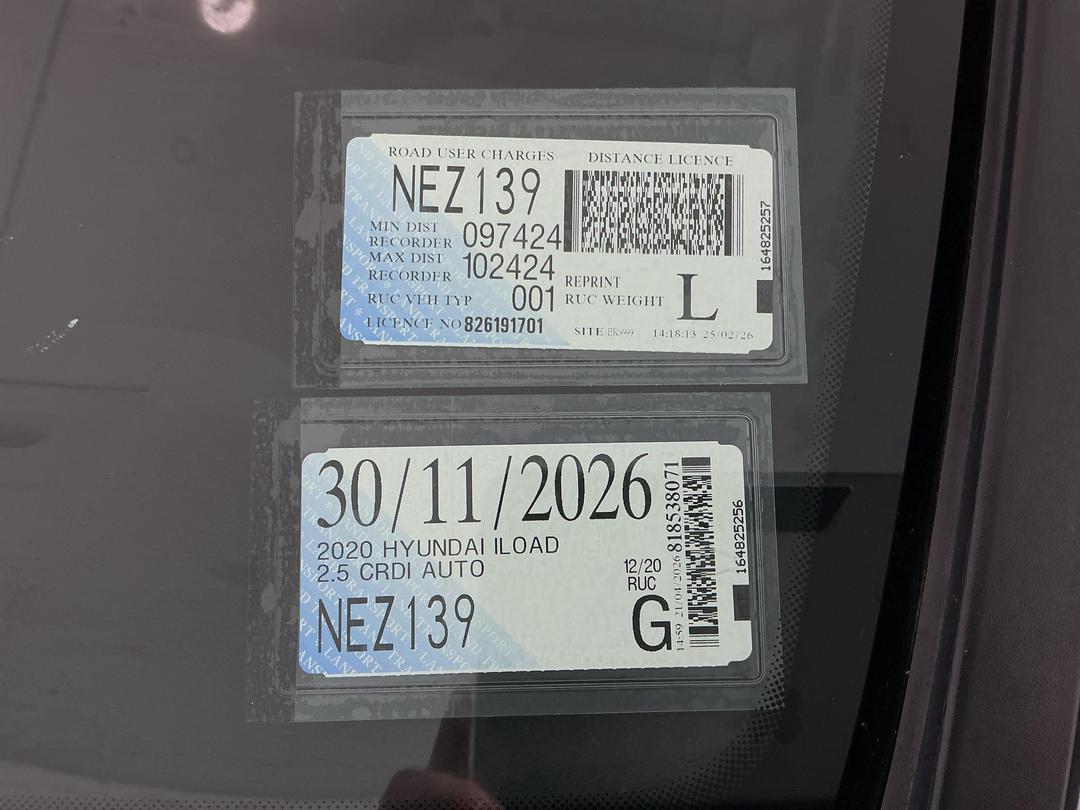 ROAD USER CHARGES DISTANCE LICENCE
NEZ139
MIN DIST
RECORDER 097424
MAX DIST
RECORDER 102424
REPRINT
RUC VEH TYP 001 RUC WEIGHT L
LICENCE NO 826191701
SITE 14:18:13 25/02/26
164825257
30/11/2026
2020 HYUNDAI ILOAD
2.5 CRDI AUTO
12/20
RUC
NEZ139 G
14:59 21/04/2026 818538071
164825256
LAND TRANSPORT